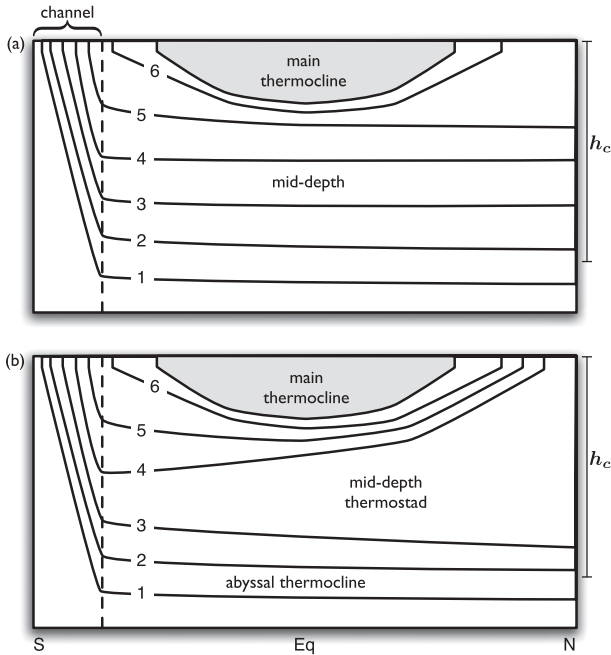 channel
(a)
6
main
thermocline
5
4
mid-depth
3
2
1
h_c
(b)
6
main
thermocline
5
4
mid-depth
thermostad
3
2
abyssal thermocline
1
h_c
S
Eq
N